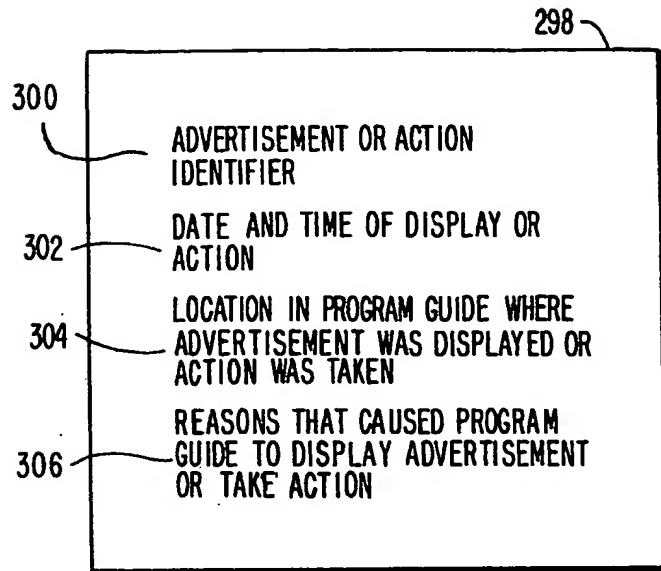 298
300
ADVERTISEMENT OR ACTION
IDENTIFIER
DATE AND TIME OF DISPLAY OR
302
ACTION
LOCATION IN PROGRAM GUIDE WHERE
304
ADVERTISEMENT WAS DISPLAYED OR
ACTION WAS TAKEN
REASONS THAT CAUSED PROGRAM
GUIDE TO DISPLAY ADVERTISEMENT
306
OR TAKE ACTION